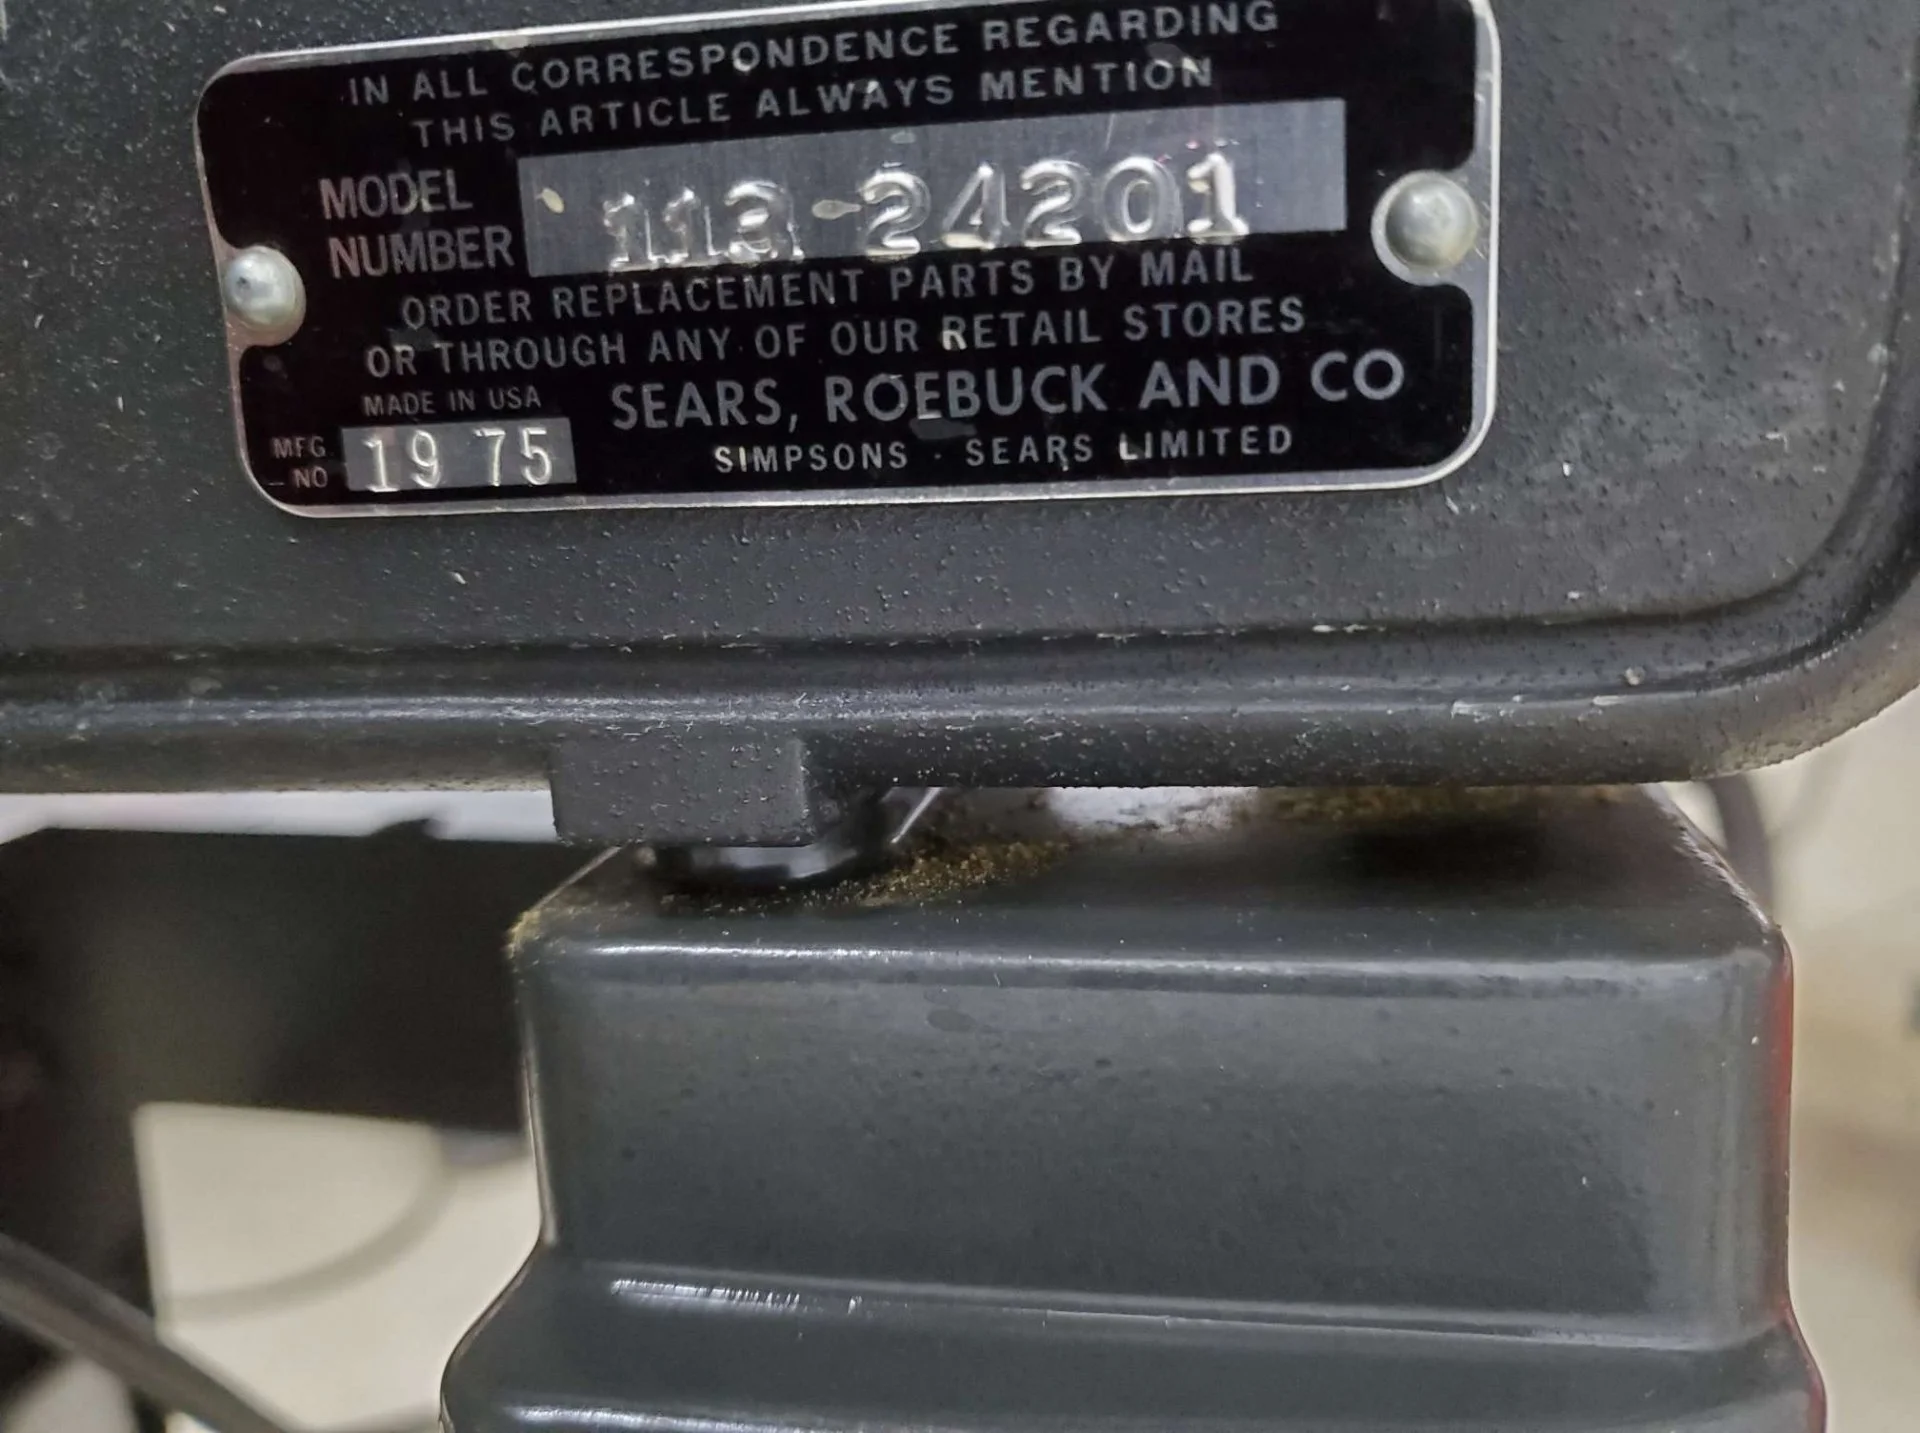 IN ALL CORRESPONDENCE REGARDING
THIS ARTICLE ALWAYS MENTION
MODEL NUMBER 113-24201
ORDER REPLACEMENT PARTS BY MAIL
OR THROUGH ANY OF OUR RETAIL STORES
MADE IN USA
SEARS, ROEBUCK AND CO
MFG NO 19 75
SIMPSONS · SEARS LIMITED